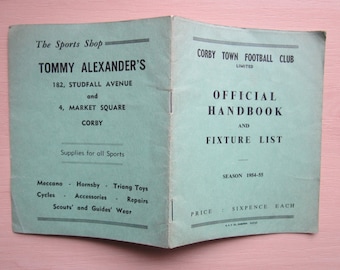 The Sports Shop
TOMMY ALEXANDER'S
182, STUDFALL AVENUE
and
4, MARKET SQUARE
CORBY
Supplies for all Sports
Meccano - Hornby - Triang Toys
Cycles - Accessories - Repairs
Scouts' and Guides' Wear
CORBY TOWN FOOTBALL CLUB
LIMITED
OFFICIAL
HANDBOOK
AND
FIXTURE LIST
SEASON 1954-55
PRICE - SIXPENCE EACH